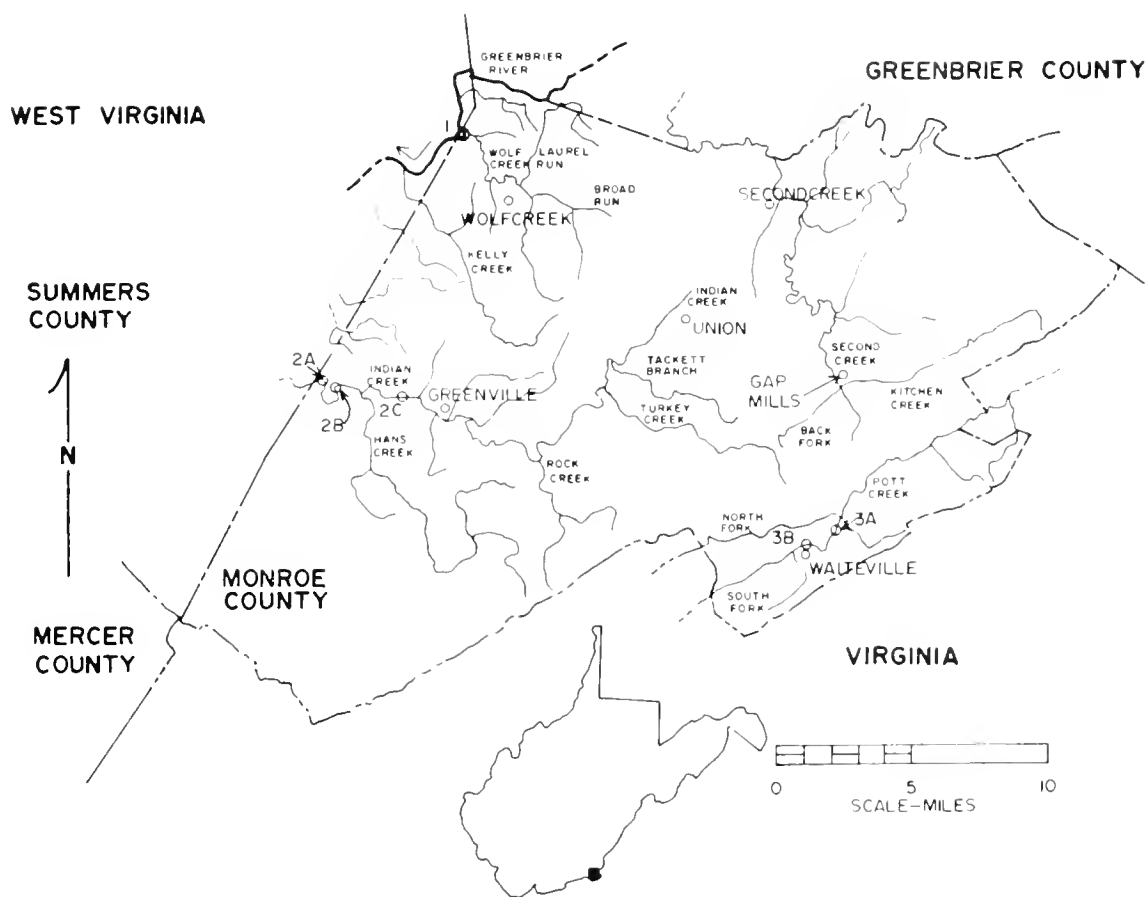 GREENBRIER
RIVER
GREENBRIER COUNTY
WEST VIRGINIA
1
WOLF
CREEK
LAUREL
RUN
BROAD
RUN
SECONDCREEK
WOLFCREEK
KELLY
CREEK
SUMMERS
COUNTY
INDIAN
CREEK
UNION
SECOND
CREEK
2A
INDIAN
CREEK
TACKETT
BRANCH
GAP
MILLS
KITCHEN
CREEK
2C
GREENVILLE
TURKEY
CREEK
2B
BACK
FORK
HANS
CREEK
N
ROCK
CREEK
POTT
CREEK
NORTH
FORK
3A
3B
WAITEVILLE
MONROE
COUNTY
SOUTH
FORK
MERCER
COUNTY
VIRGINIA
0 5 10
SCALE-MILES